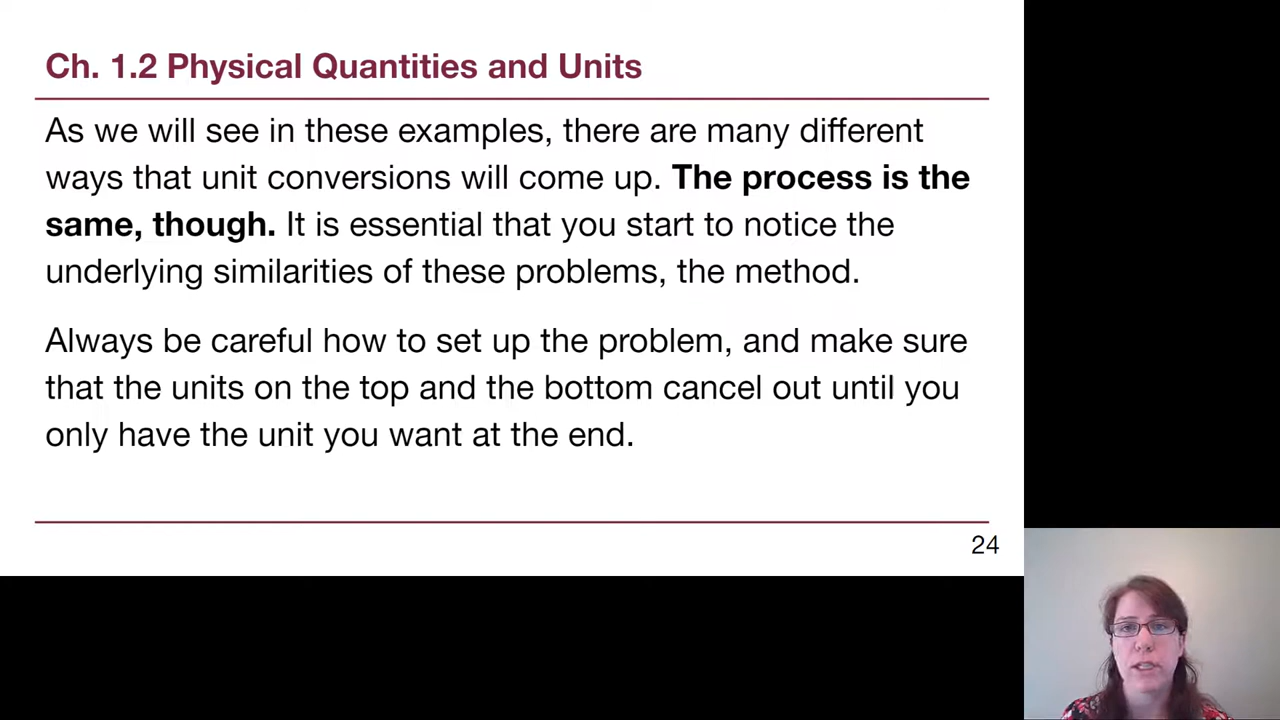 Ch. 1.2 Physical Quantities and Units
As we will see in these examples, there are many different
ways that unit conversions will come up. The process is the
same, though. It is essential that you start to notice the
underlying similarities of these problems, the method.
Always be careful how to set up the problem, and make sure
that the units on the top and the bottom cancel out until you
only have the unit you want at the end.
24